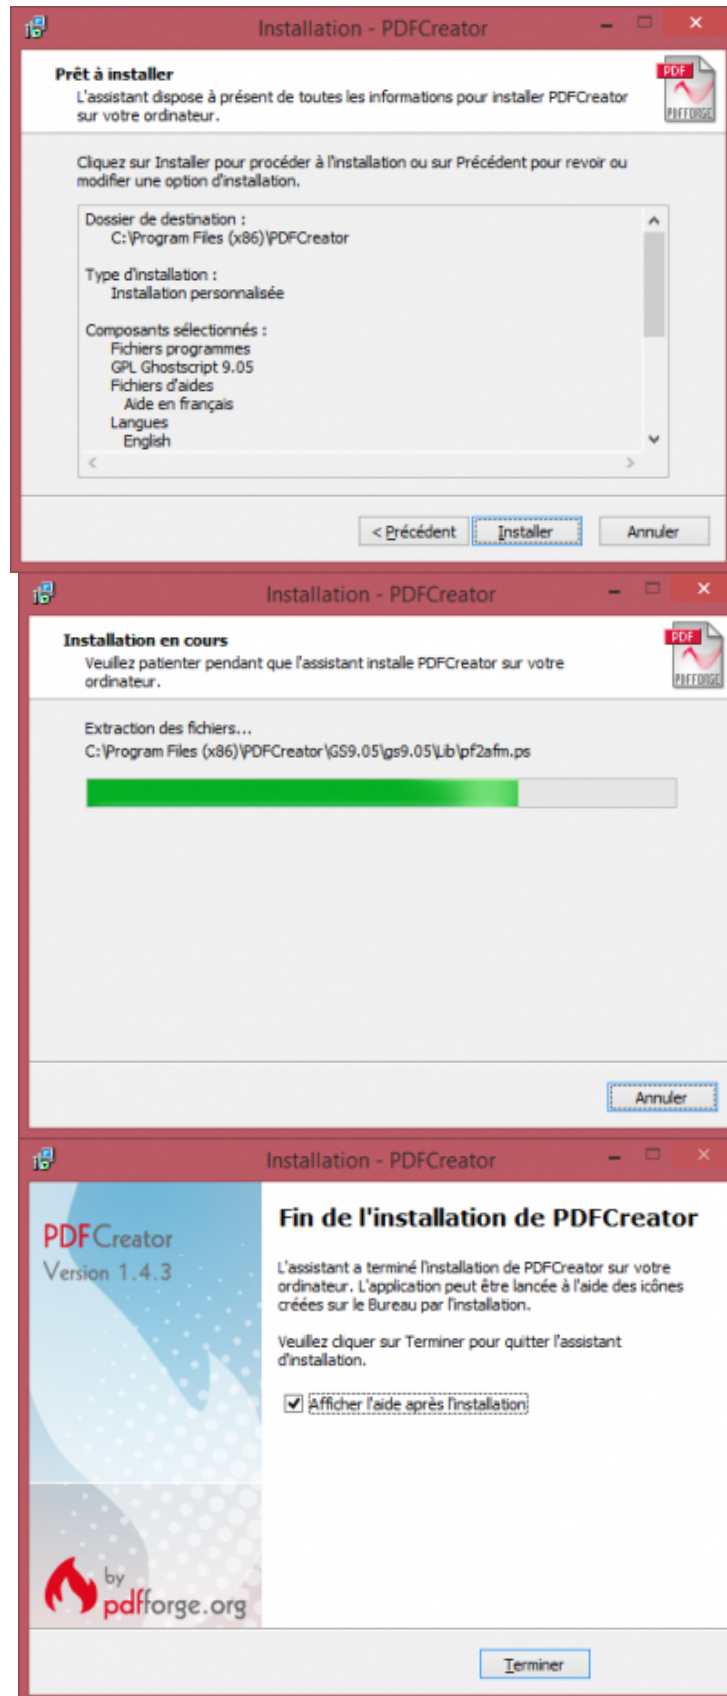 Installation - PDFCreator
Prêt à installer
L'assistant dispose à présent de toutes les informations pour installer PDFCreator
sur votre ordinateur.
PDF
PDFFORGE
Cliquez sur Installer pour procéder à l'installation ou sur Précédent pour revoir ou
modifier une option d'installation.
Dossier de destination :
C:\Program Files (x86)\PDFCreator
Type d'installation :
Installation personnalisée
Composants sélectionnés :
Fichiers programmes
GPL Ghostscript 9.05
Fichiers d'aides
Aide en français
Langues
English
< Précédent
Installer
Annuler
Installation - PDFCreator
Installation en cours
Veuillez patienter pendant que l'assistant installe PDFCreator sur votre
ordinateur.
PDF
PDFFORGE
Extraction des fichiers...
C:\Program Files (x86)\PDFCreator\GS9.05\gs9.05\Lib\pf2afm.ps
Annuler
Installation - PDFCreator
PDFCreator
Version 1.4.3
Fin de l'installation de PDFCreator
L'assistant a terminé l'installation de PDFCreator sur votre
ordinateur. L'application peut être lancée à l'aide des icônes
créées sur le Bureau par l'installation.
Veuillez cliquer sur Terminer pour quitter l'assistant
d'installation.
Afficher l'aide après l'installation
by
pdfforge.org
Terminer